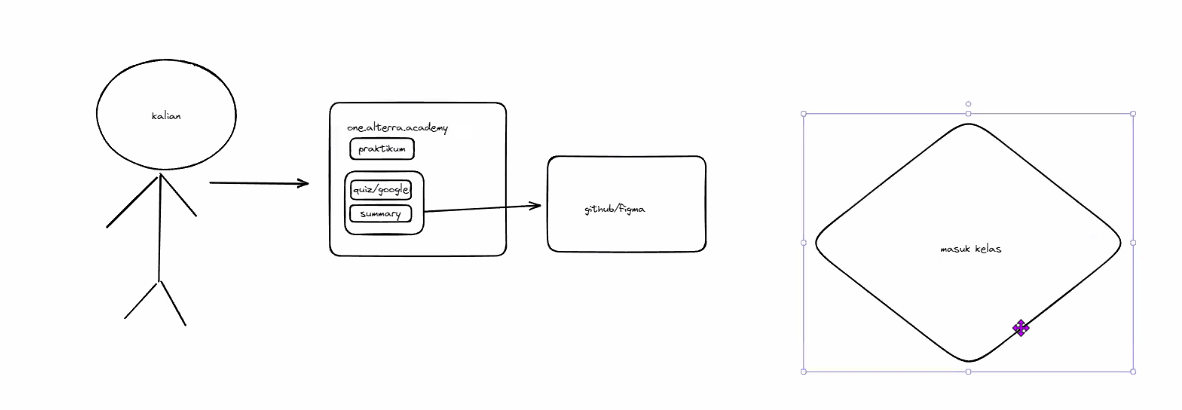 kalian
one.alterra.academy
praktikum
quiz/google
summary
github/figma
masuk kelas